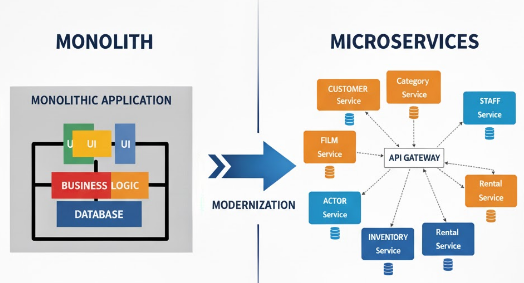 MONOLITH
MICROSERVICES
MONOLITHIC APPLICATION
U
UI
UI
BUSINESS LOGIC
DATABASE
MODERNIZATION
CUSTOMER
Service
Category
Service
STAFF
Service
FILM
Service
API GATEWAY
Rental
Service
ACTOR
Service
INVENTORY
Service
Rental
Service